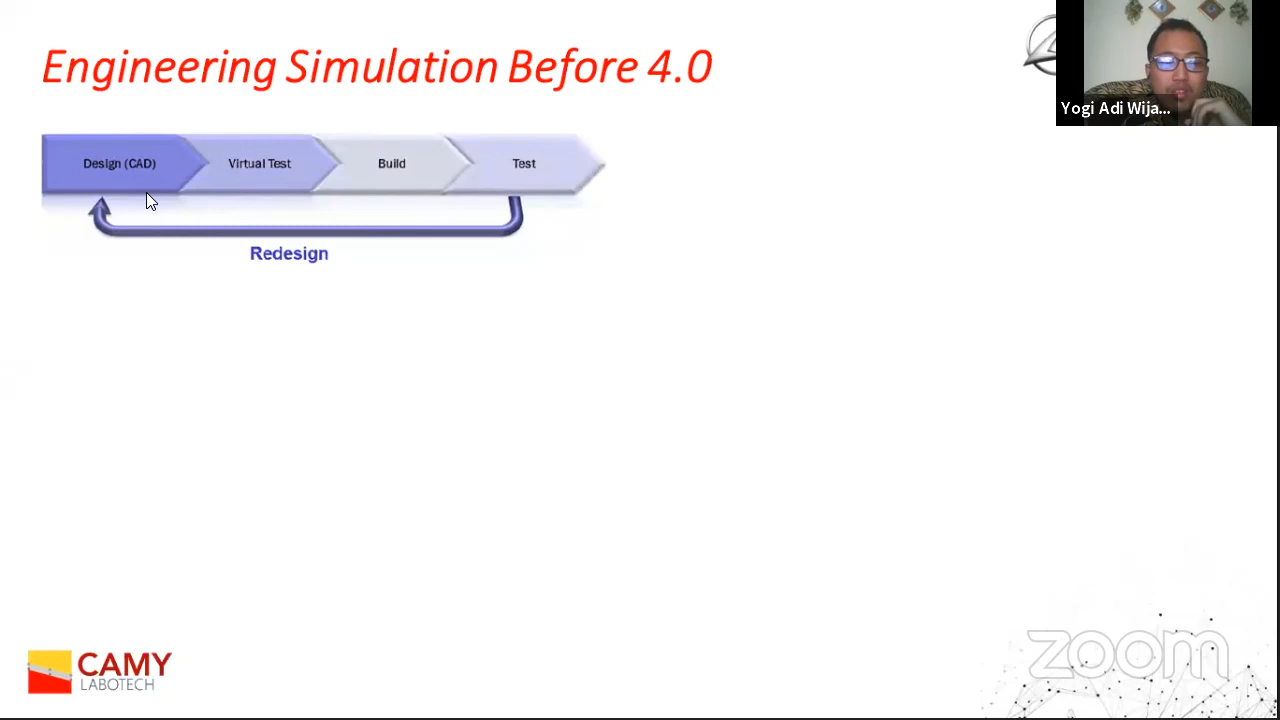 Engineering Simulation Before 4.0
Yogi Adi Wija...
Design (CAD)
Virtual Test
Build
Test
Redesign
CAMY
LABOTECH
zoom